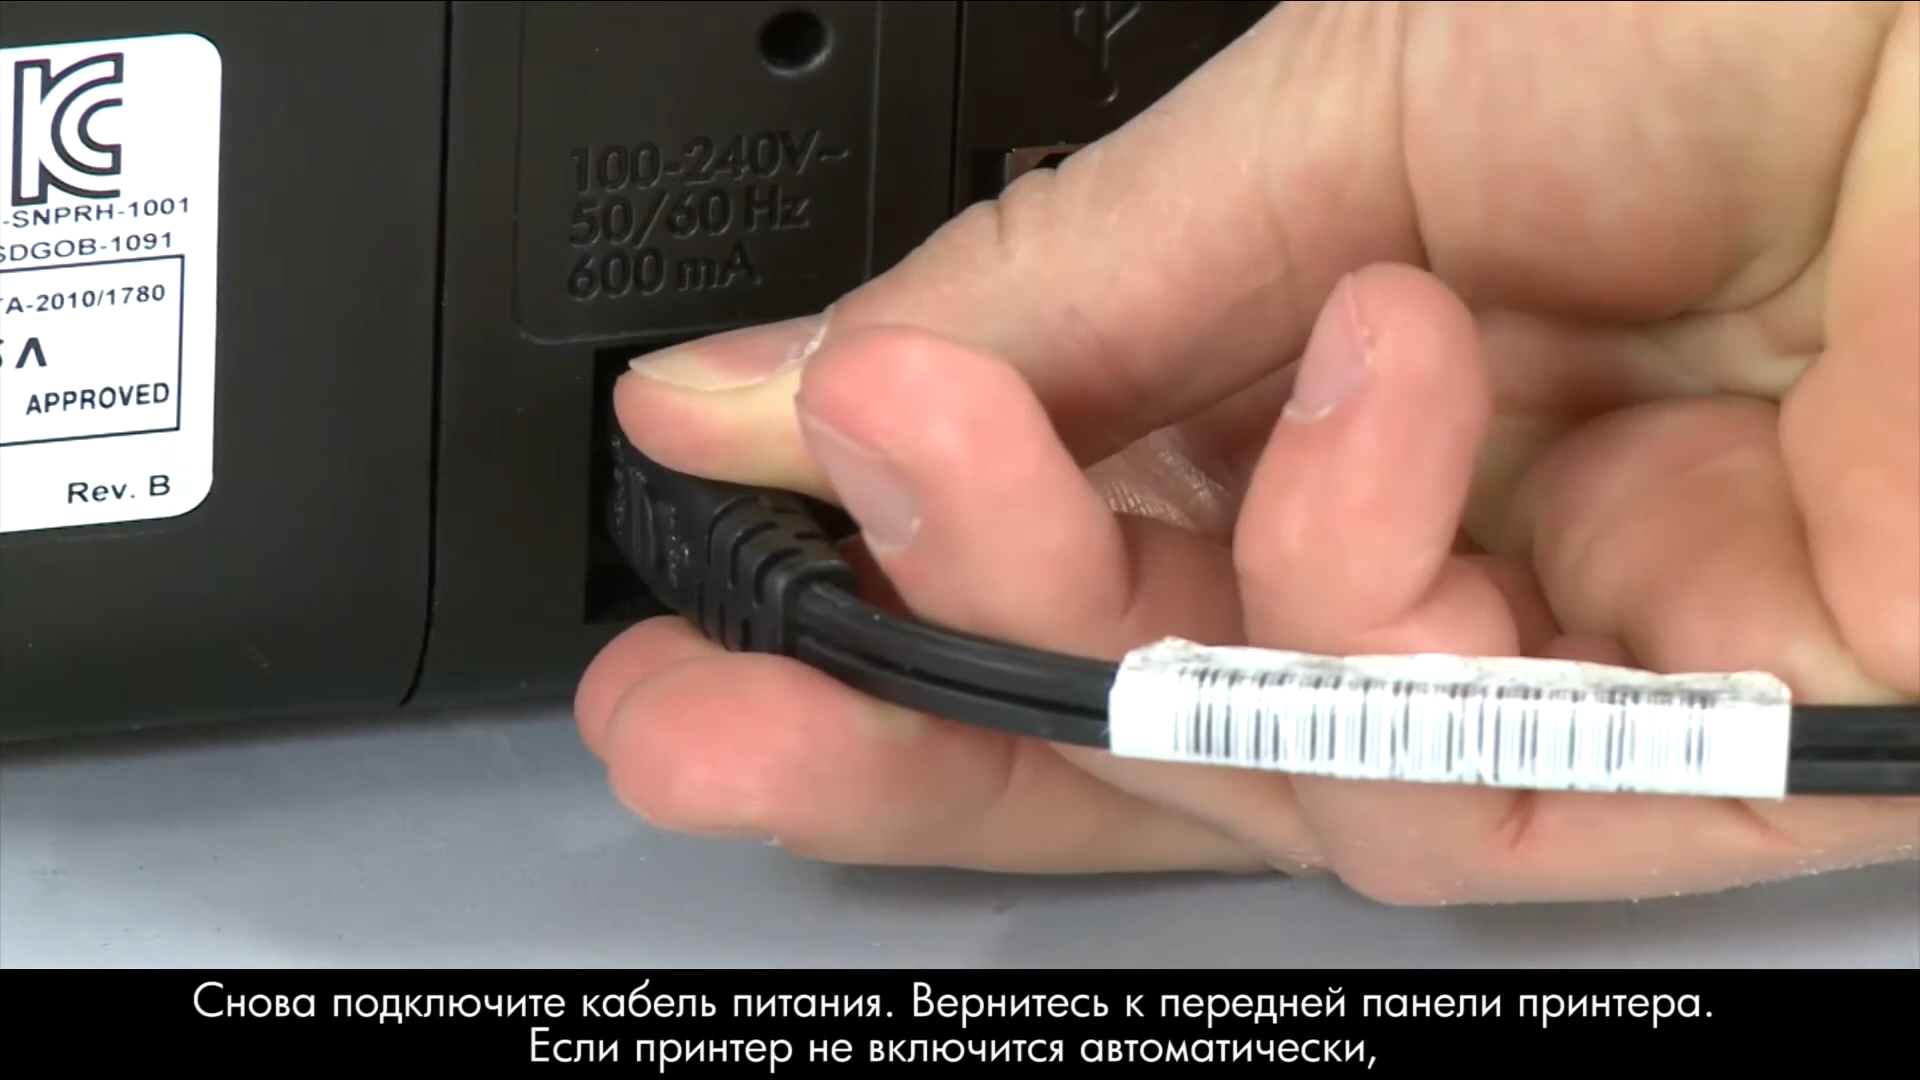 KC
-SNPRH-1001
SDGOB-1091
TA-2010/1780
APPROVED
Rev. B
100-240V~
50/60 Hz
600 mA
Снова подключите кабель питания. Вернитесь к передней панели принтера.
Если принтер не включится автоматически,